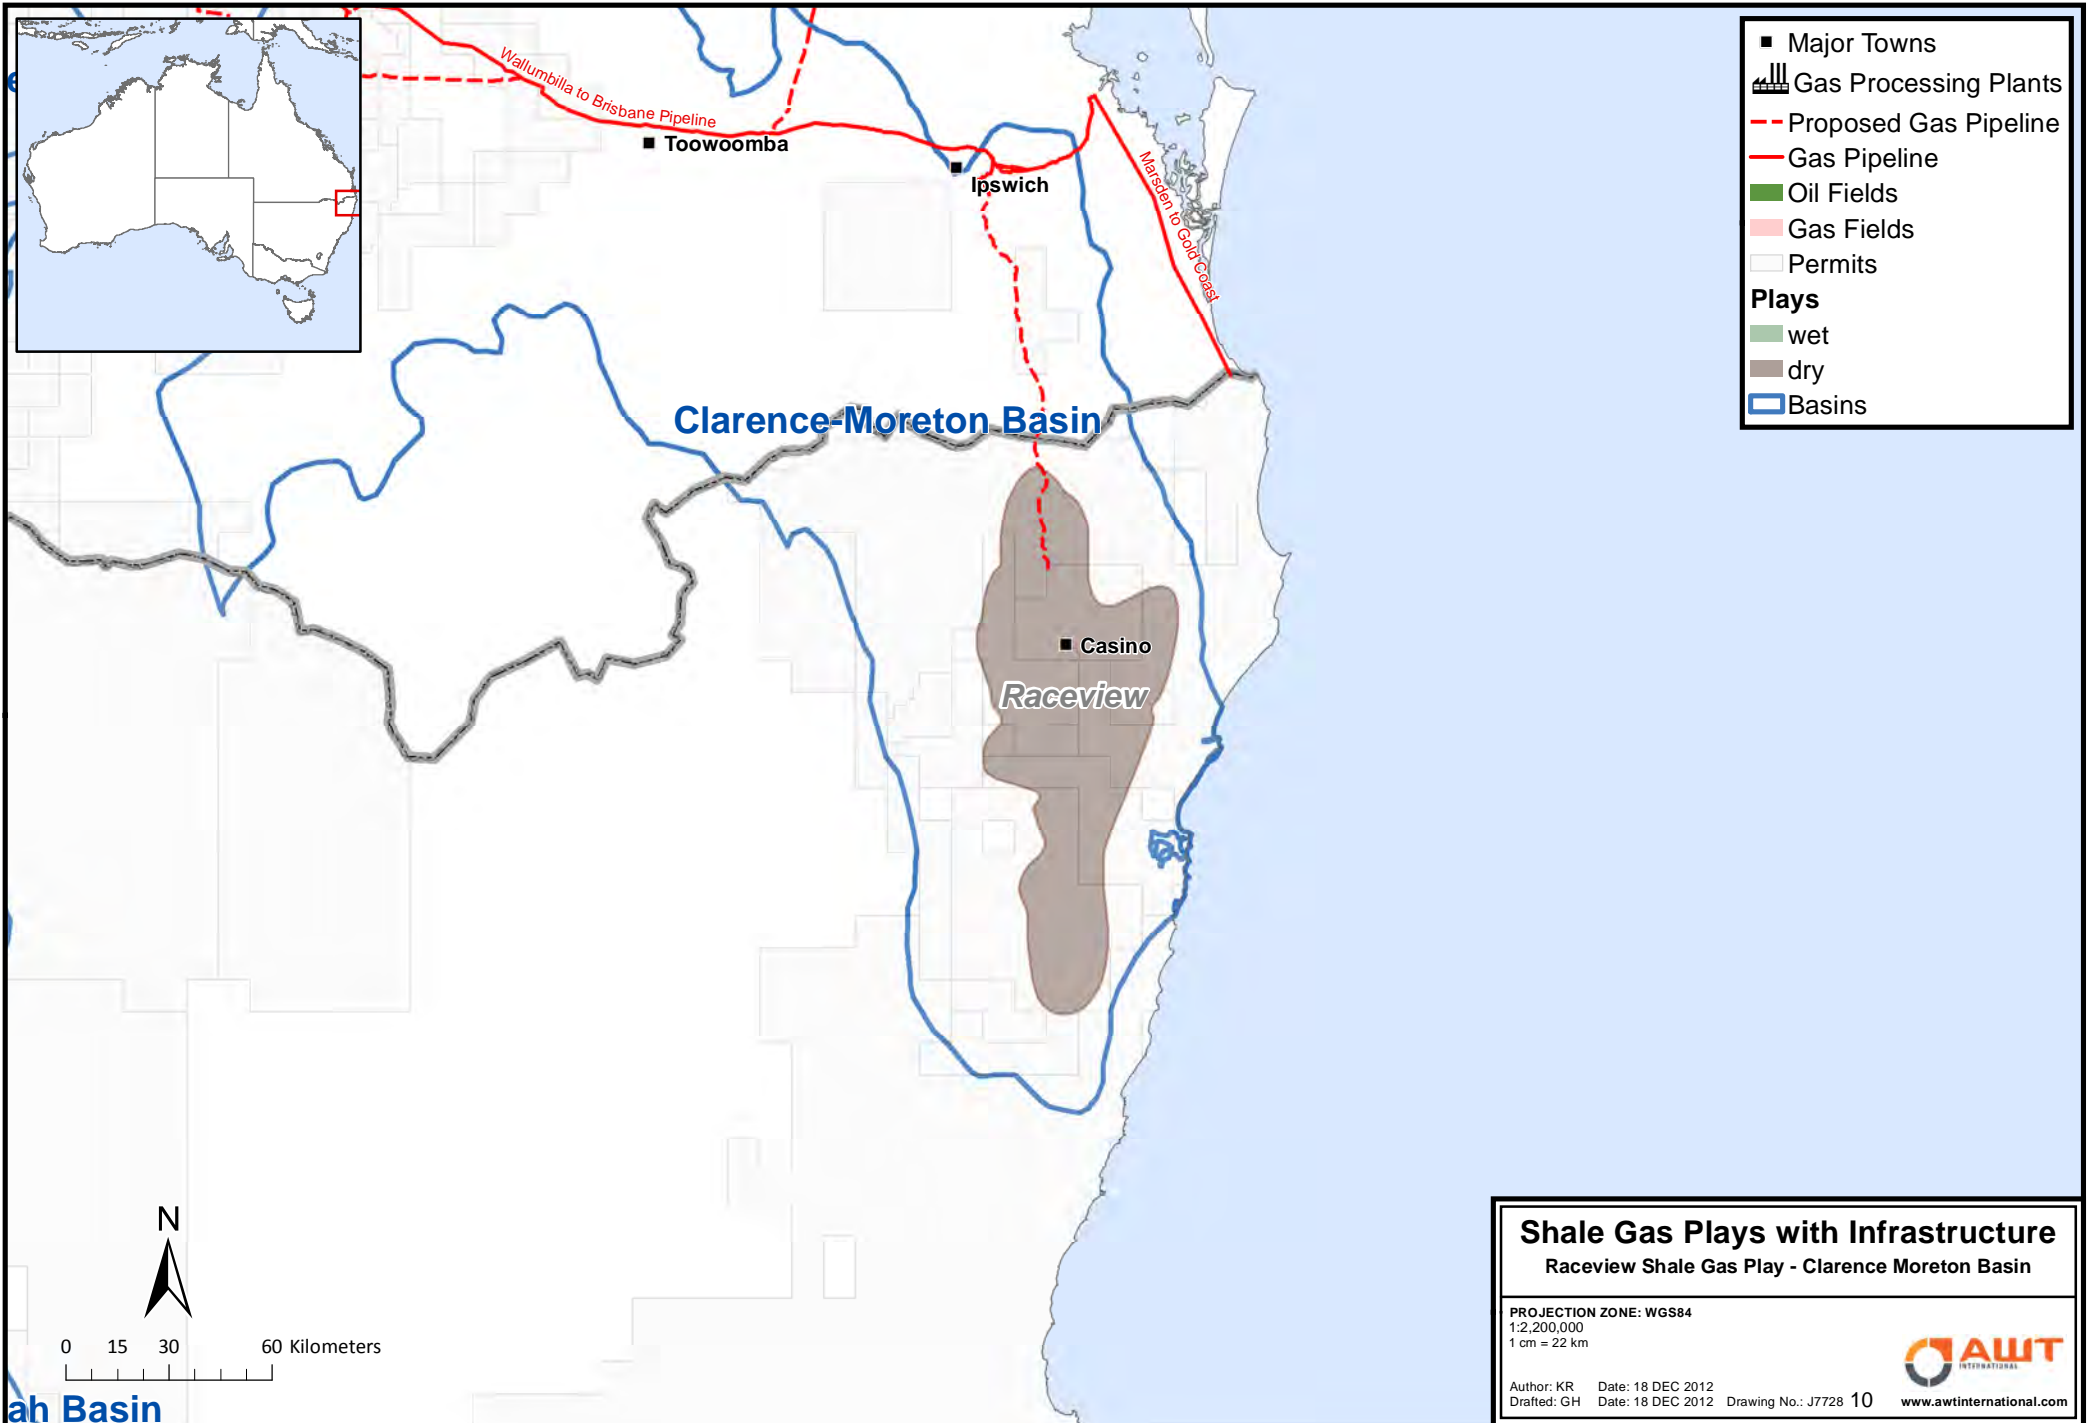 Major Towns
Gas Processing Plants
Proposed Gas Pipeline
Gas Pipeline
Oil Fields
Gas Fields
Permits
Plays
wet
dry
Basins
Wallumbilla to Brisbane Pipeline
Toowoomba
Ipswich
Marsden to Gold Coast
Clarence-Moreton Basin
Casino
Raceview
N
0 15 30 60 Kilometers
ah Basin
Shale Gas Plays with Infrastructure
Raceview Shale Gas Play - Clarence Moreton Basin
PROJECTION ZONE: WGS84
1:2,200,000
1 cm = 22 km
AWT
INTERNATIONAL
Author: KR Date: 18 DEC 2012
Drafted: GH Date: 18 DEC 2012 Drawing No.: J7728 10 www.awtinternational.com